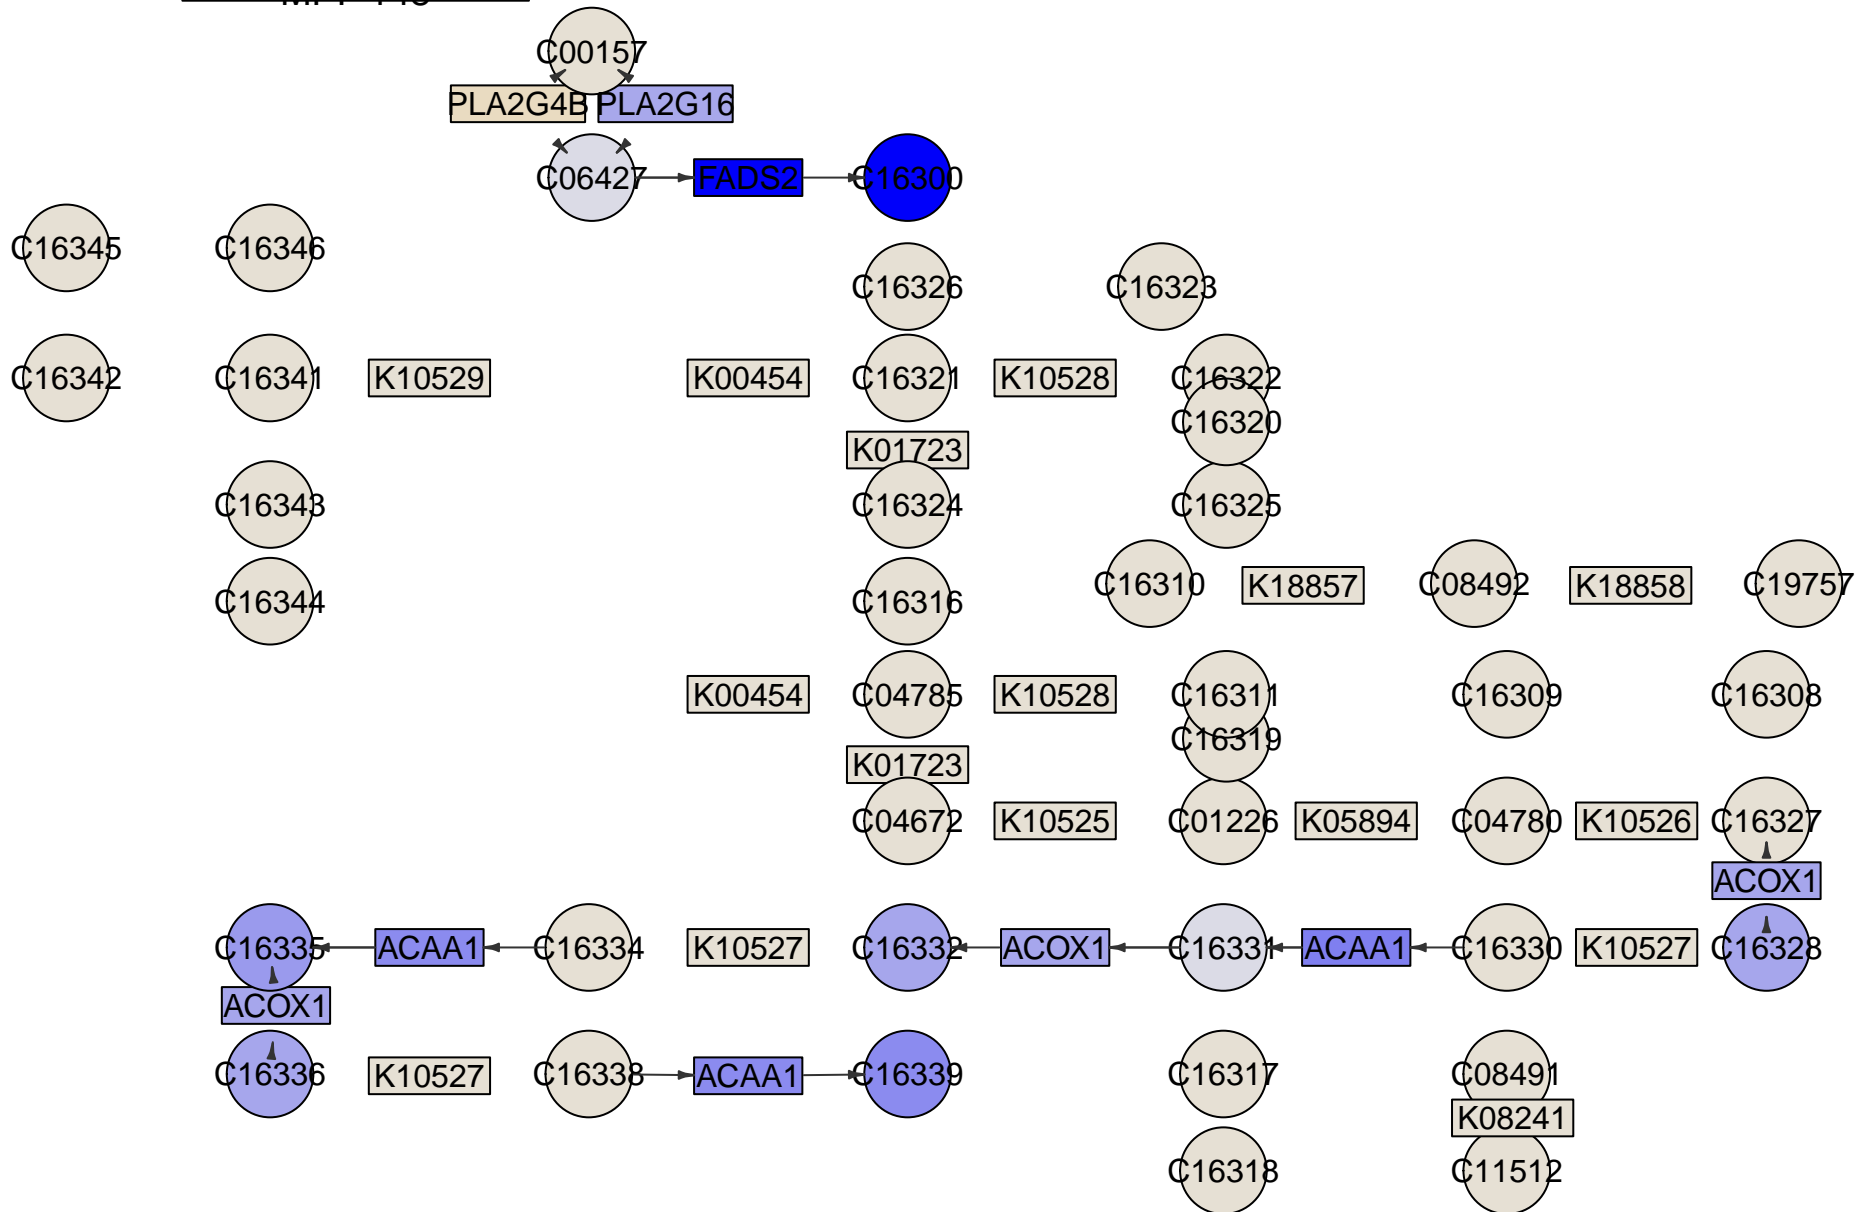 C00157
PLA2G4B PLA2G16
C06427 FADS2 C16300
C16345 C16346
C16326 C16323
C16342 C16341 K10529 K00454 C16321 K10528 C16322
C16320
K01723
C16343 C16324 C16325
C16310 K18857 C08492 K18858 C19757
C16344 C16316
K00454 C04785 K10528 C16311 C16309 C16308
C16319
K01723
C04672 K10525 C01226 K05894 C04780 K10526 C16327
ACOX1
C16335 ACAA1 C16334 K10527 C16332 ACOX1 C16331 ACAA1 C16330 K10527 C16328
ACOX1
C16336 K10527 C16338 ACAA1 C16339 C16317 C08491
K08241
C16318 C11512